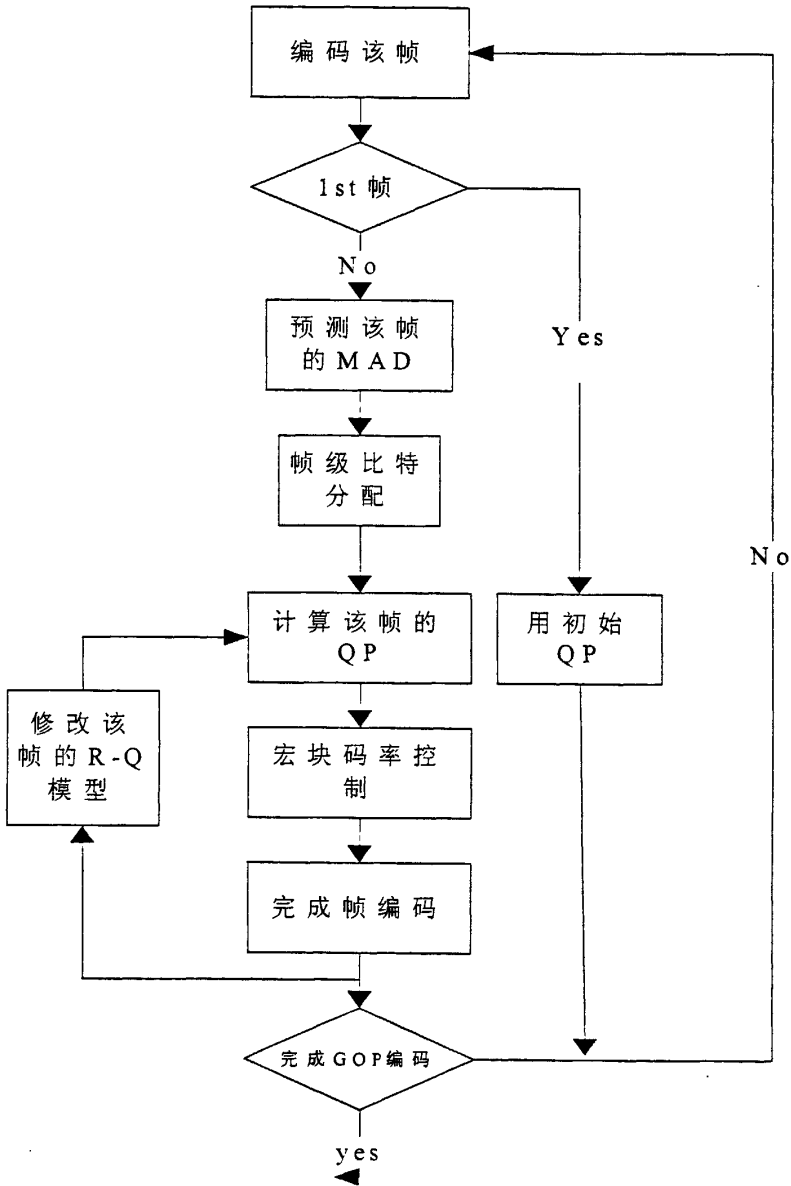 编码该帧
1st 帧
No
预测该帧
的MAD
Yes
帧级比特
分配
No
计算该帧的
QP
用初始
QP
修改该
帧的R-Q
模型
宏块码率控
制
完成帧编码
完成GOP编码
yes